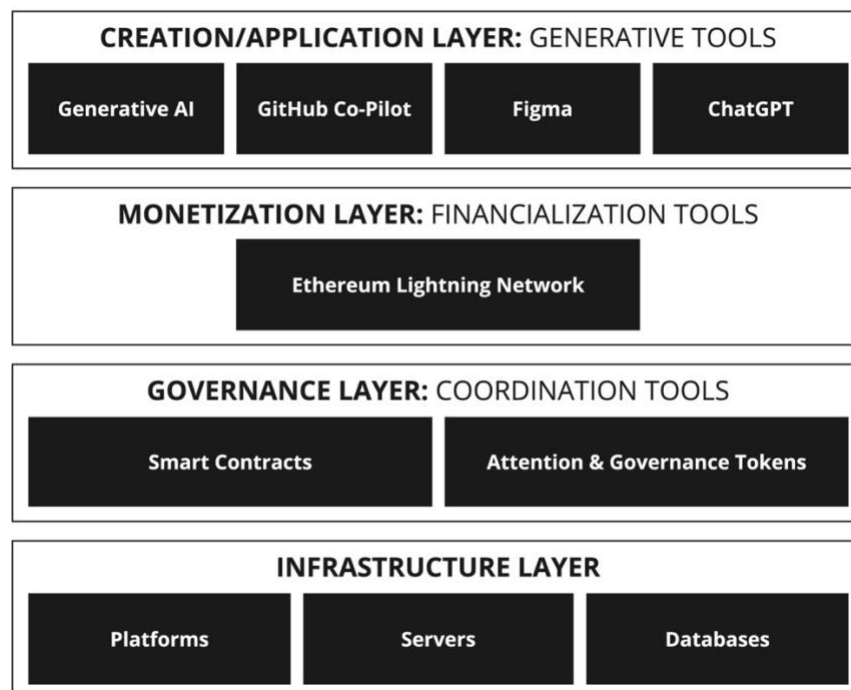 CREATION/APPLICATION LAYER: GENERATIVE TOOLS
Generative AI
GitHub Co-Pilot
Figma
ChatGPT
MONETIZATION LAYER: FINANCIALIZATION TOOLS
Ethereum Lightning Network
GOVERNANCE LAYER: COORDINATION TOOLS
Smart Contracts
Attention & Governance Tokens
INFRASTRUCTURE LAYER
Platforms
Servers
Databases